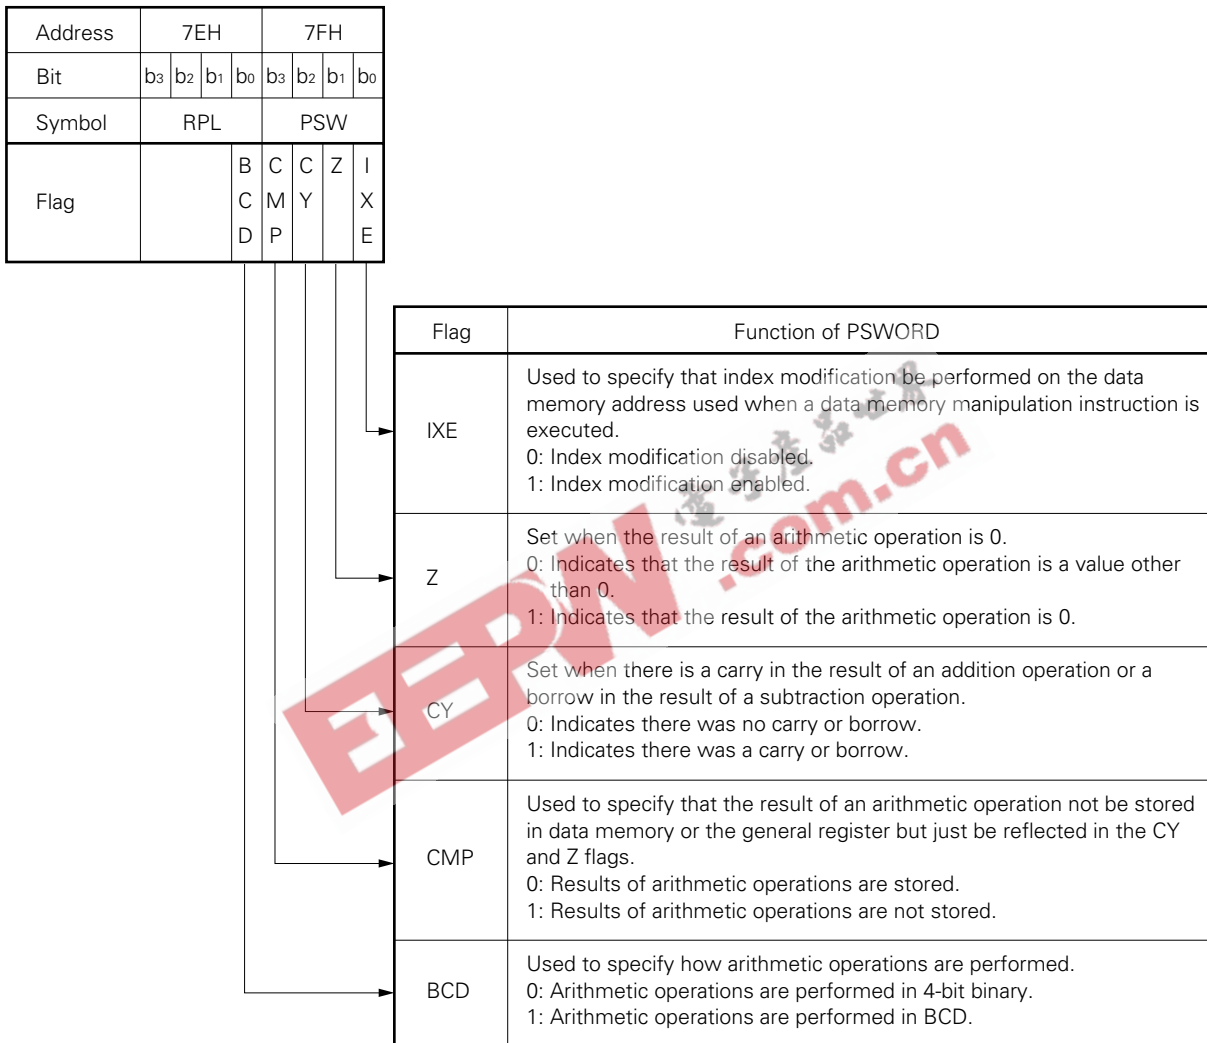 Address 7EH 7FH
Bit b3 b2 b1 b0 b3 b2 b1 b0
Symbol RPL PSW
Flag BCD CMP CY Z IXE
Flag Function of PSWORD
IXE
Used to specify that index modification be performed on the data
memory address used when a data memory manipulation instruction is
executed.
0: Index modification disabled.
1: Index modification enabled.
Z
Set when the result of an arithmetic operation is 0.
0: Indicates that the result of the arithmetic operation is a value other
than 0.
1: Indicates that the result of the arithmetic operation is 0.
CY
Set when there is a carry in the result of an addition operation or a
borrow in the result of a subtraction operation.
0: Indicates there was no carry or borrow.
1: Indicates there was a carry or borrow.
CMP
Used to specify that the result of an arithmetic operation not be stored
in data memory or the general register but just be reflected in the CY
and Z flags.
0: Results of arithmetic operations are stored.
1: Results of arithmetic operations are not stored.
BCD
Used to specify how arithmetic operations are performed.
0: Arithmetic operations are performed in 4-bit binary.
1: Arithmetic operations are performed in BCD.
EEPW
.com.cn
電子產品世界